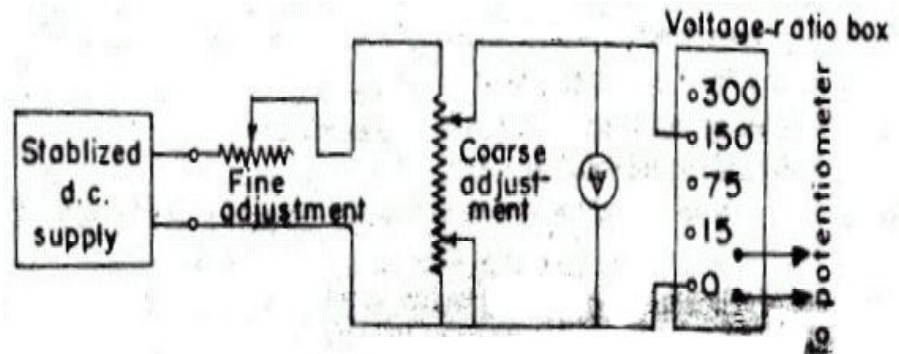 Voltage-ratio box
300
150
75
15
0
Stablized
d.c.
supply
Fine
adjustment
Coarse
adjust-
ment
V
o potentiometer